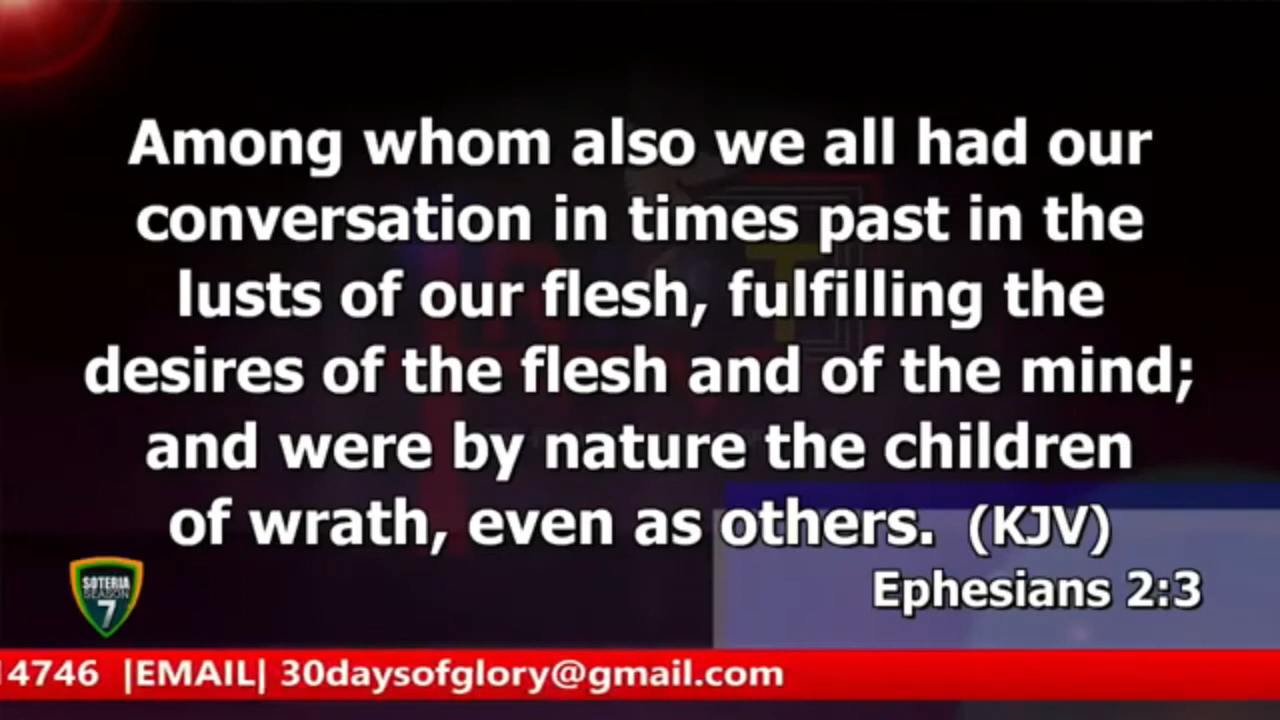 Among whom also we all had our
conversation in times past in the
lusts of our flesh, fulfilling the
desires of the flesh and of the mind;
and were by nature the children
of wrath, even as others. (KJV)
Ephesians 2:3
SOTERIA
SEASON
7
4746 |EMAIL| 30daysofglory@gmail.com